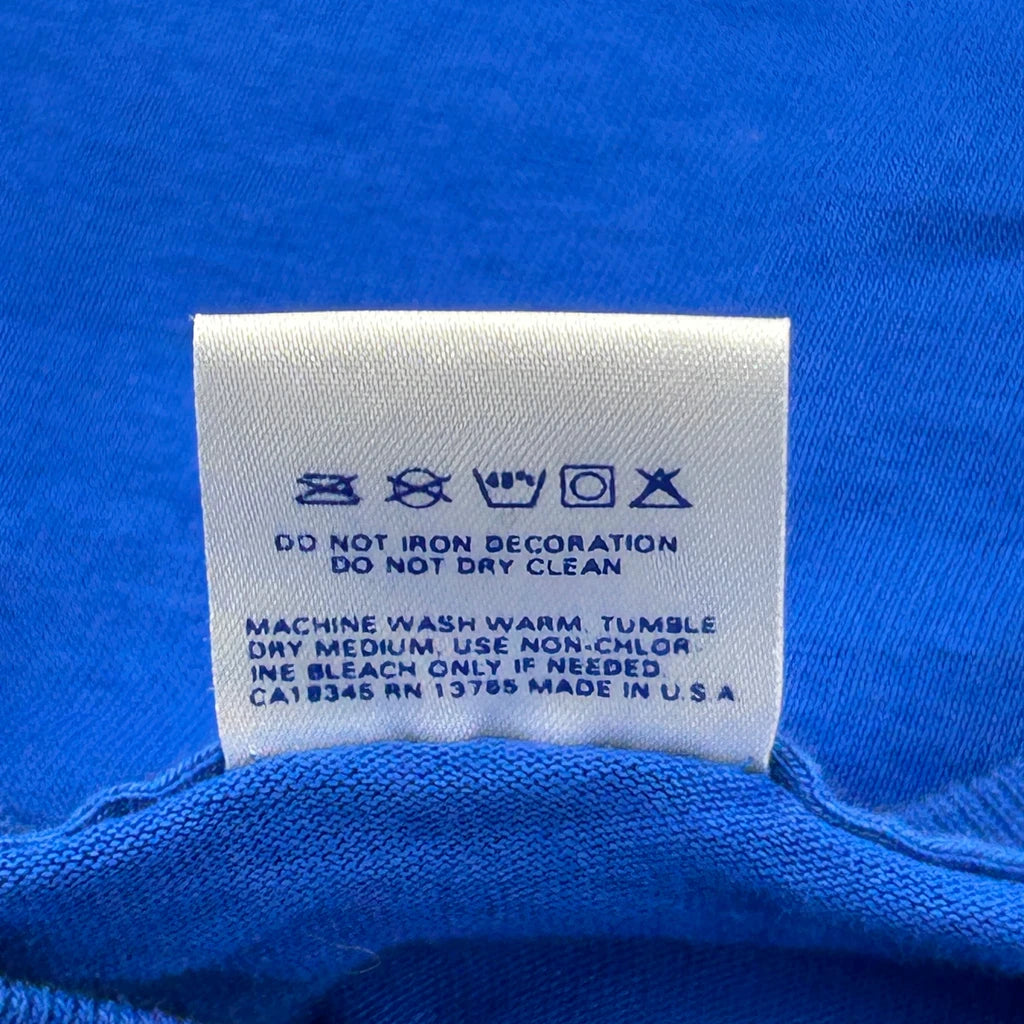 DO NOT IRON DECORATION
DO NOT DRY CLEAN
MACHINE WASH WARM, TUMBLE
DRY MEDIUM, USE NON-CHLOR
INE BLEACH ONLY IF NEEDED
RN 13765 MADE IN U.S.A